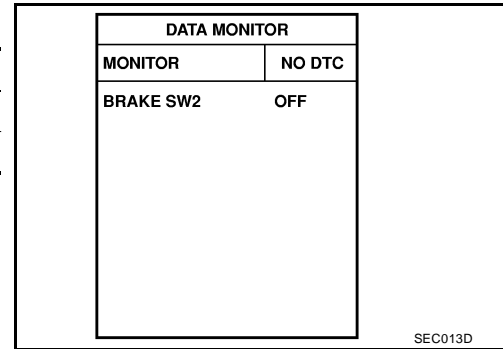 DATA MONITOR
MONITOR NO DTC
BRAKE SW2 OFF
SEC013D